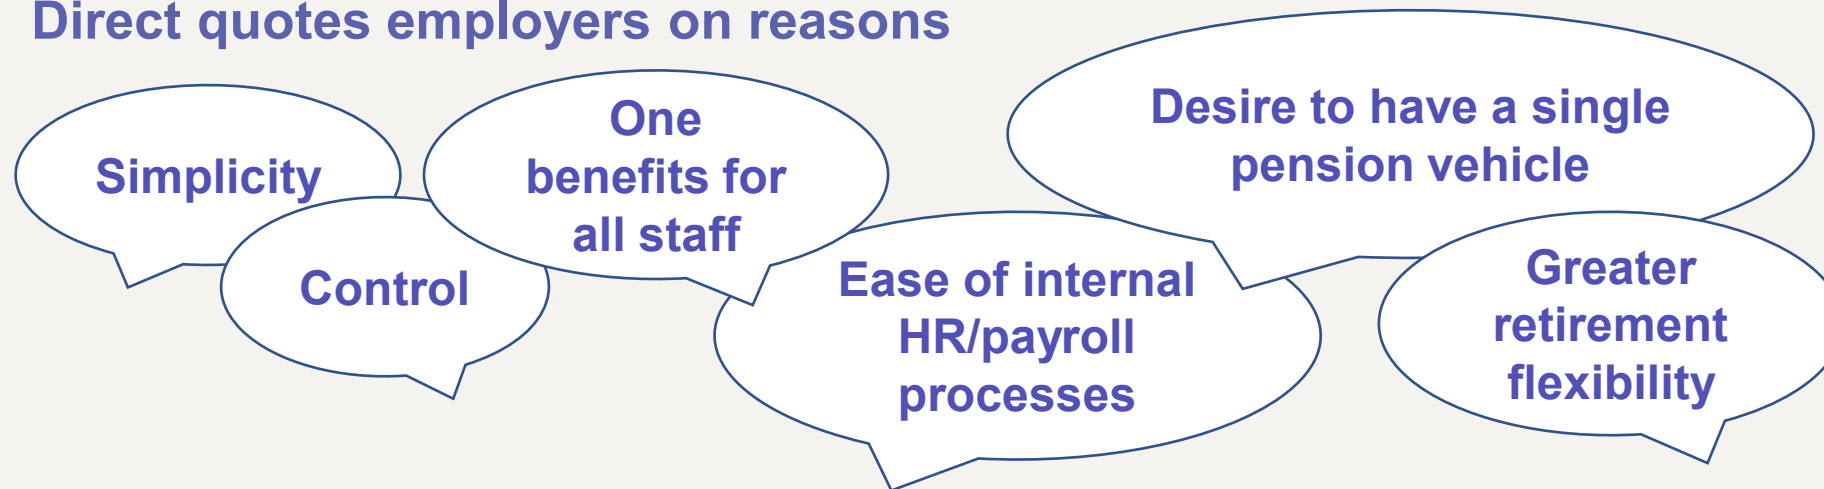 Direct quotes employers on reasons
Simplicity
Control
One
benefits for
all staff
Ease of internal
HR/payroll
processes
Desire to have a single
pension vehicle
Greater
retirement
flexibility